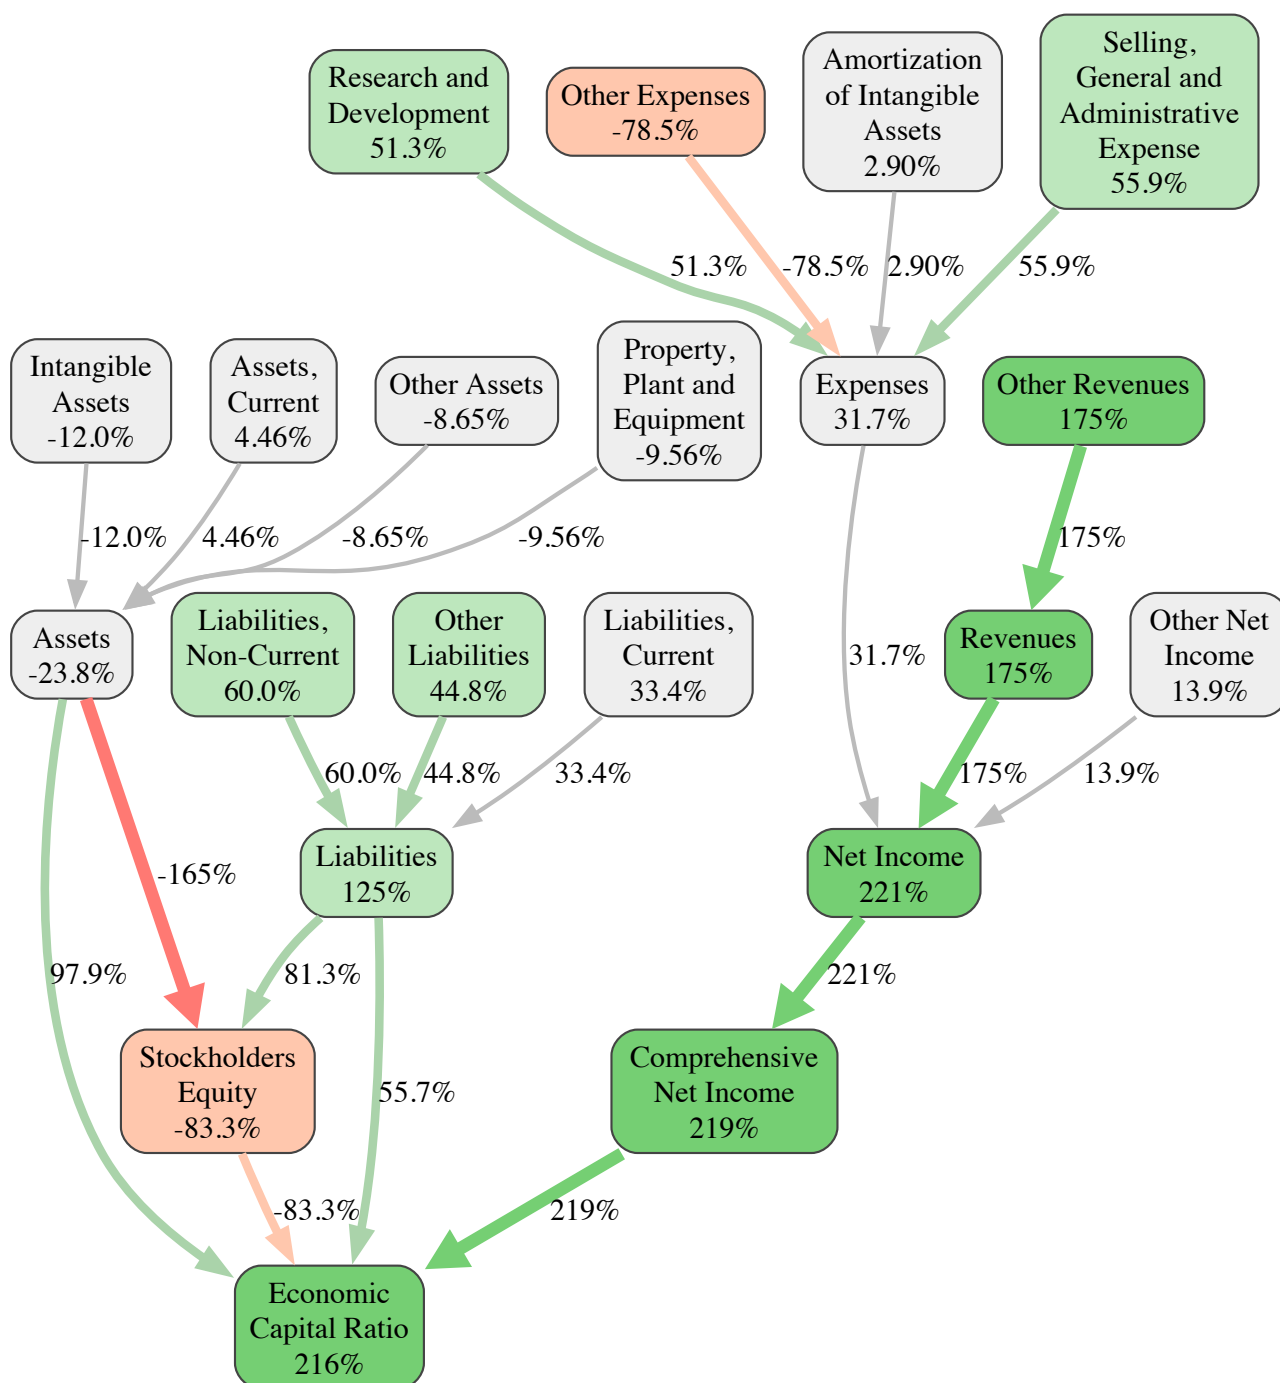 Research and
Development
51.3%
Other Expenses
-78.5%
Amortization
of Intangible
Assets
2.90%
Selling,
General and
Administrative
Expense
55.9%
51.3%
-78.5%
2.90%
55.9%
Intangible
Assets
-12.0%
Assets,
Current
4.46%
Other Assets
-8.65%
Property,
Plant and
Equipment
-9.56%
Expenses
31.7%
Other Revenues
175%
-12.0%
4.46%
-8.65%
-9.56%
175%
Assets
-23.8%
Liabilities,
Non-Current
60.0%
Other
Liabilities
44.8%
Liabilities,
Current
33.4%
31.7%
Revenues
175%
Other Net
Income
13.9%
60.0%
44.8%
33.4%
175%
13.9%
-165%
Liabilities
125%
Net Income
221%
97.9%
81.3%
221%
Stockholders
Equity
-83.3%
55.7%
Comprehensive
Net Income
219%
-83.3%
219%
Economic
Capital Ratio
216%